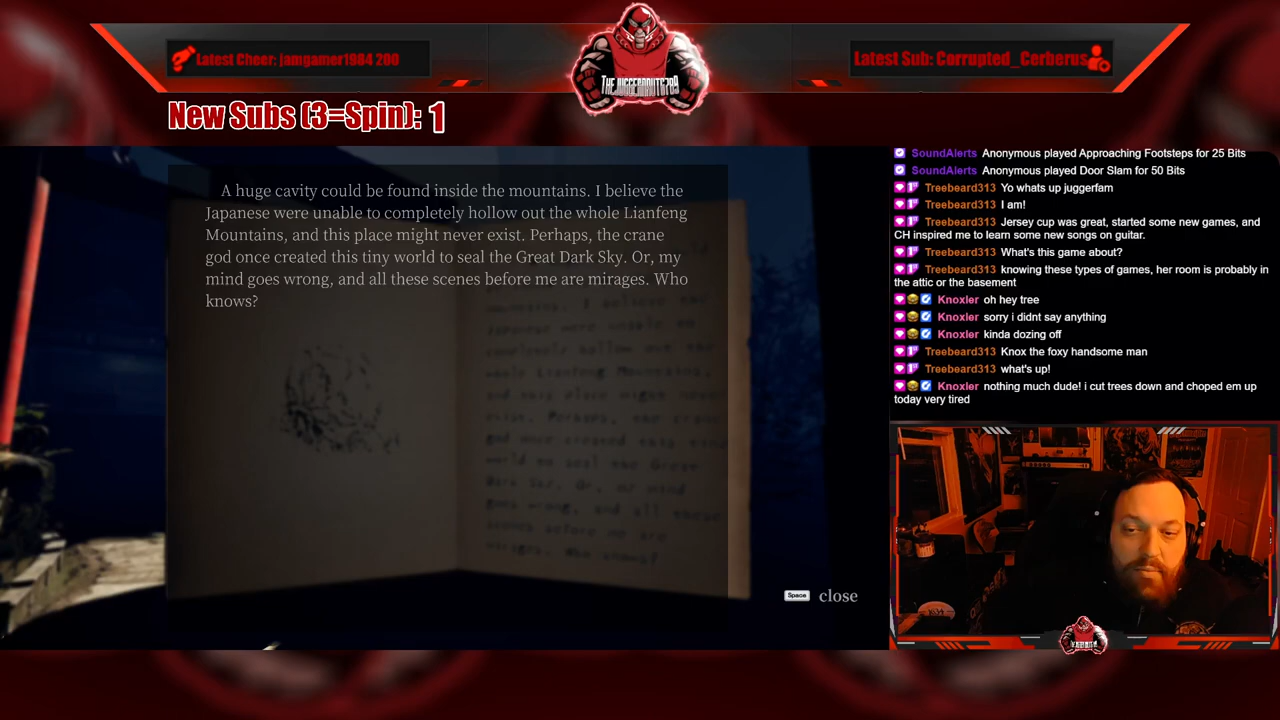 Latest Cheer: jamgamer1984 200
THEJUGGERNAUT6789
Latest Sub: Corrupted_Cerberus
New Subs (3=Spin): 1
A huge cavity could be found inside the mountains. I believe the
Japanese were unable to completely hollow out the whole Lianfeng
Mountains, and this place might never exist. Perhaps, the crane
god once created this tiny world to seal the Great Dark Sky. Or, my
mind goes wrong, and all these scenes before me are mirages. Who
knows?
Space close
SoundAlerts Anonymous played Approaching Footsteps for 25 Bits
SoundAlerts Anonymous played Door Slam for 50 Bits
Treebeard313 Yo whats up juggerfam
Treebeard313 I am!
Treebeard313 Jersey cup was great, started some new games, and
CH inspired me to learn some new songs on guitar.
Treebeard313 What's this game about?
Treebeard313 knowing these types of games, her room is probably in
the attic or the basement
Knoxler oh hey tree
Knoxler sorry i didnt say anything
Knoxler kinda dozing off
Treebeard313 Knox the foxy handsome man
Treebeard313 what's up!
Knoxler nothing much dude! i cut trees down and choped em up
today very tired